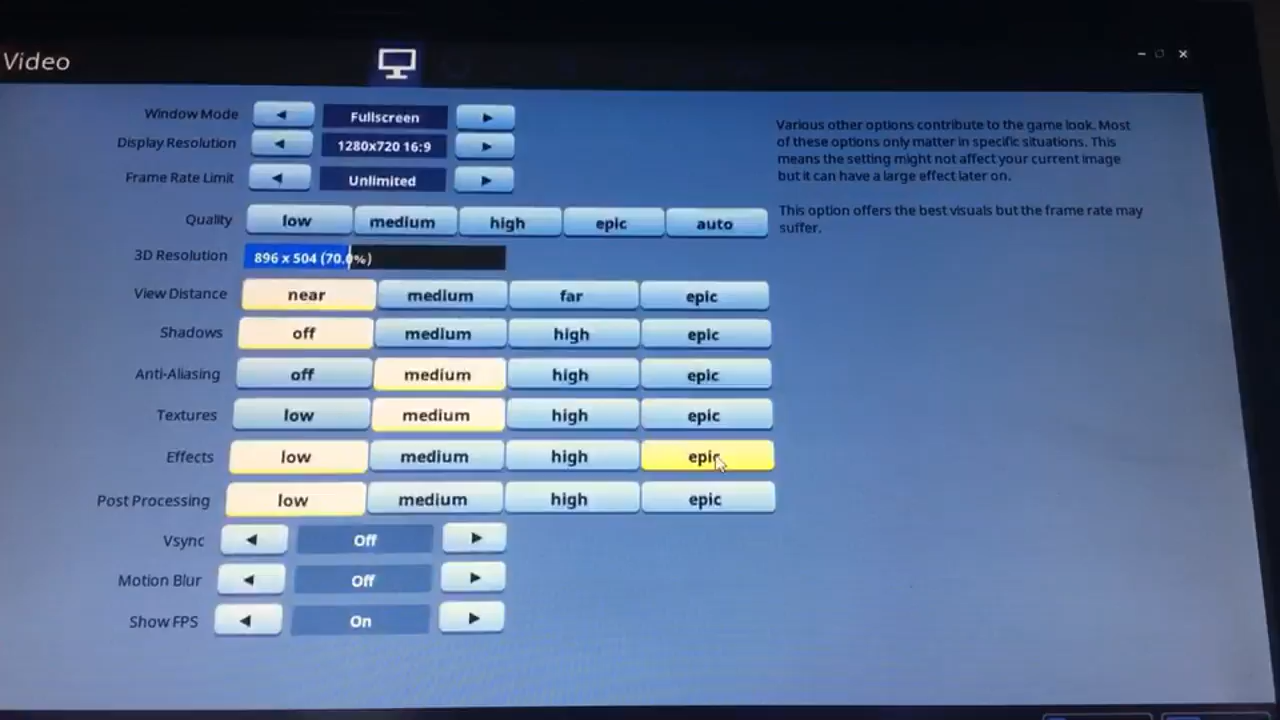 Video
Window Mode Fullscreen
Display Resolution 1280x720 16:9
Frame Rate Limit Unlimited
Quality low medium high epic auto
3D Resolution 896 x 504 (70.0%)
View Distance near medium far epic
Shadows off medium high epic
Anti-Aliasing off medium high epic
Textures low medium high epic
Effects low medium high epic
Post Processing low medium high epic
Vsync Off
Motion Blur Off
Show FPS On
Various other options contribute to the game look. Most
of these options only matter in specific situations. This
means the setting might not affect your current image
but it can have a large effect later on.
This option offers the best visuals but the frame rate may
suffer.